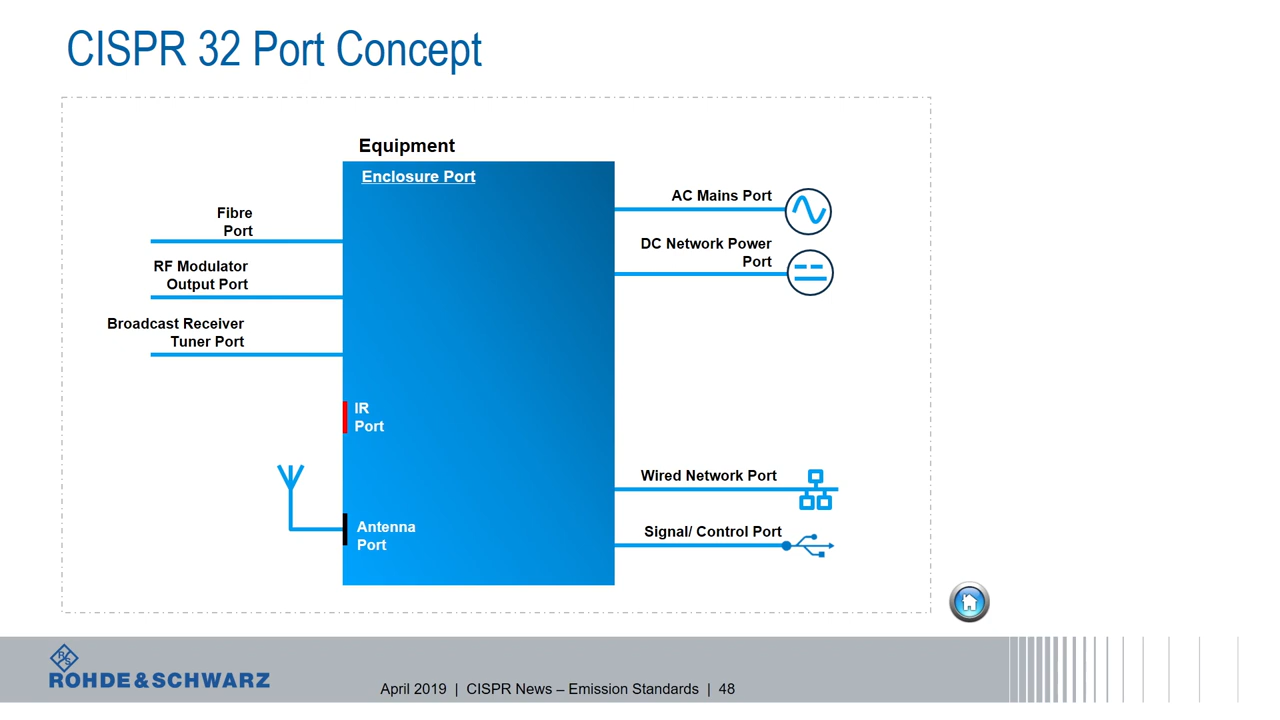 CISPR 32 Port Concept
Equipment
Enclosure Port
Fibre
Port
RF Modulator
Output Port
Broadcast Receiver
Tuner Port
IR
Port
Antenna
Port
AC Mains Port
DC Network Power
Port
Wired Network Port
Signal/ Control Port
R S
ROHDE&SCHWARZ
April 2019 | CISPR News – Emission Standards | 48